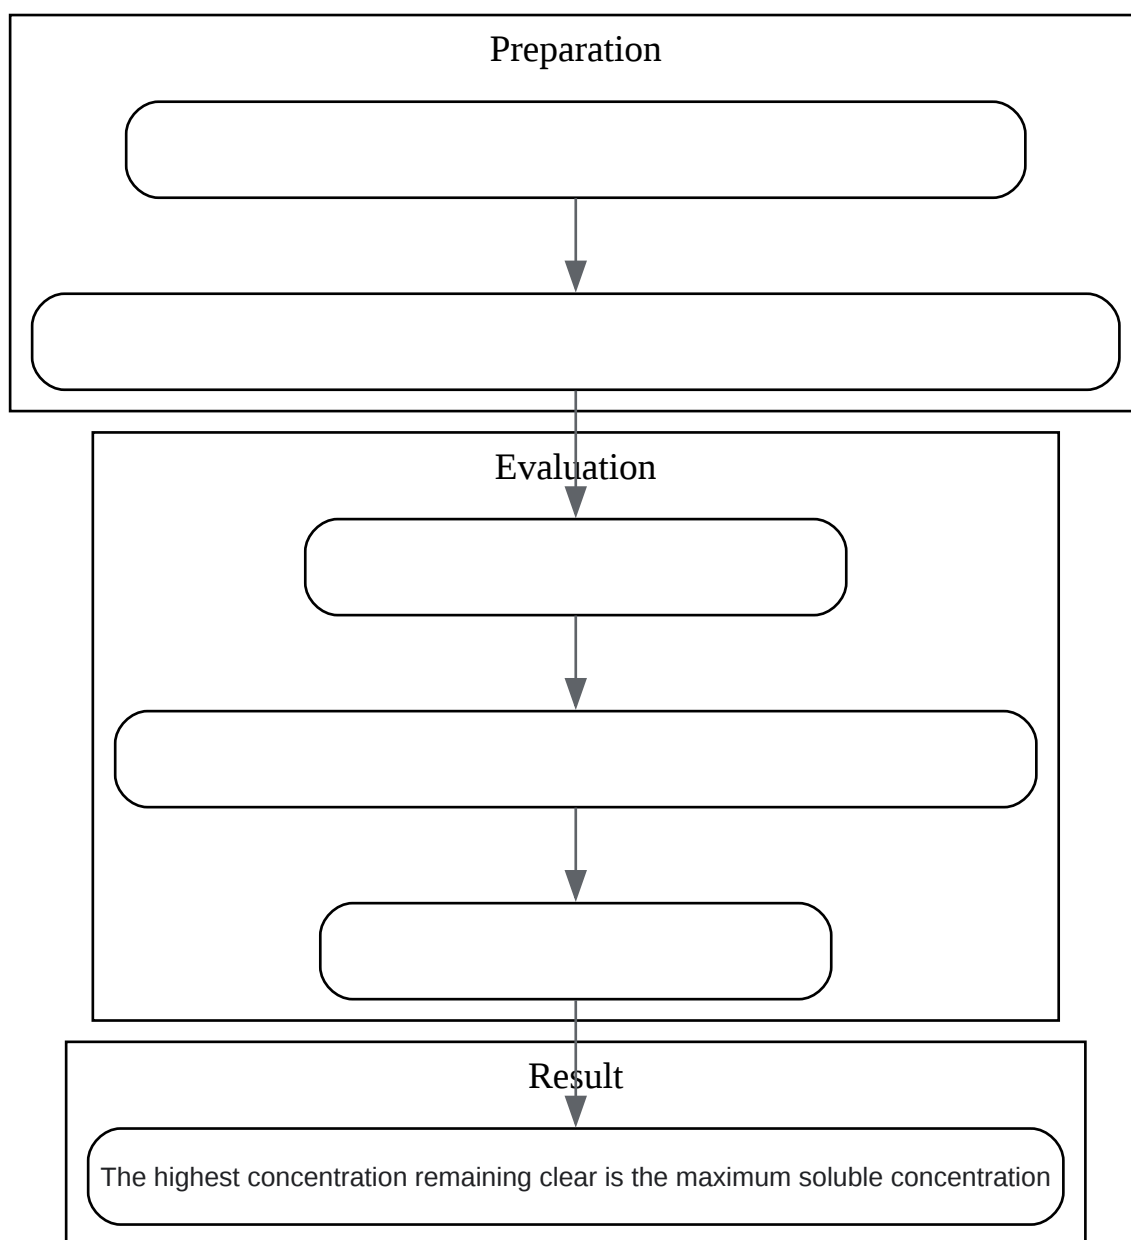 Preparation
Evaluation
Result
The highest concentration remaining clear is the maximum soluble concentration